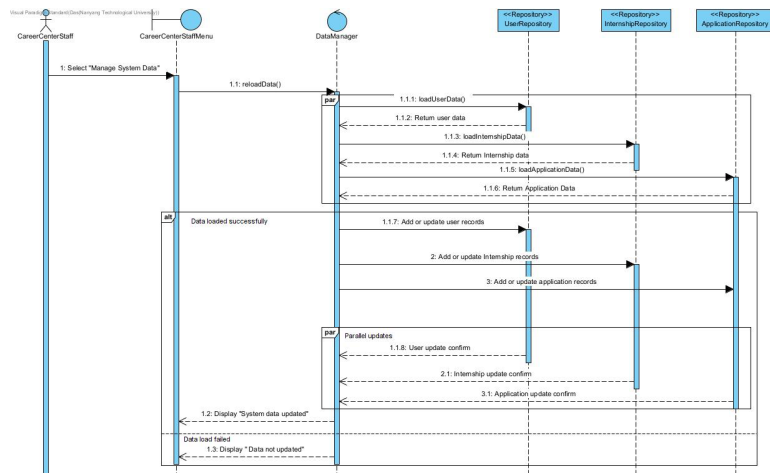 Visual Paradigm Standard(Das(Nanyang Technological University))
CareerCenterStaff
CareerCenterStaffMenu
DataManager
<<Repository>>
UserRepository
<<Repository>>
InternshipRepository
<<Repository>>
ApplicationRepository
1: Select "Manage System Data"
1.1: reloadData()
par
1.1.1: loadUserData()
1.1.2: Return user data
1.1.3: loadInternshipData()
1.1.4: Return Internship data
1.1.5: loadApplicationData()
1.1.6: Return Application Data
alt
Data loaded successfully
1.1.7: Add or update user records
2: Add or update Internship records
3: Add or update application records
par
Parallel updates
1.1.8: User update confirm
2.1: Internship update confirm
3.1: Application update confirm
1.2: Display "System data updated"
Data load failed
1.3: Display " Data not updated"